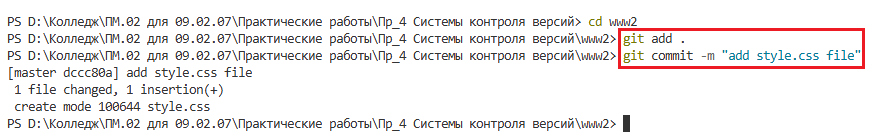 PS D:\Колледж\ПМ.02 для 09.02.07\Практические работы\Пр_4 Системы контроля версий> cd www2
PS D:\Колледж\ПМ.02 для 09.02.07\Практические работы\Пр_4 Системы контроля версий\www2> git add .
PS D:\Колледж\ПМ.02 для 09.02.07\Практические работы\Пр_4 Системы контроля версий\www2> git commit -m "add style.css file"
[master dccc80a] add style.css file
 1 file changed, 1 insertion(+)
 create mode 100644 style.css
PS D:\Колледж\ПМ.02 для 09.02.07\Практические работы\Пр_4 Системы контроля версий\www2>